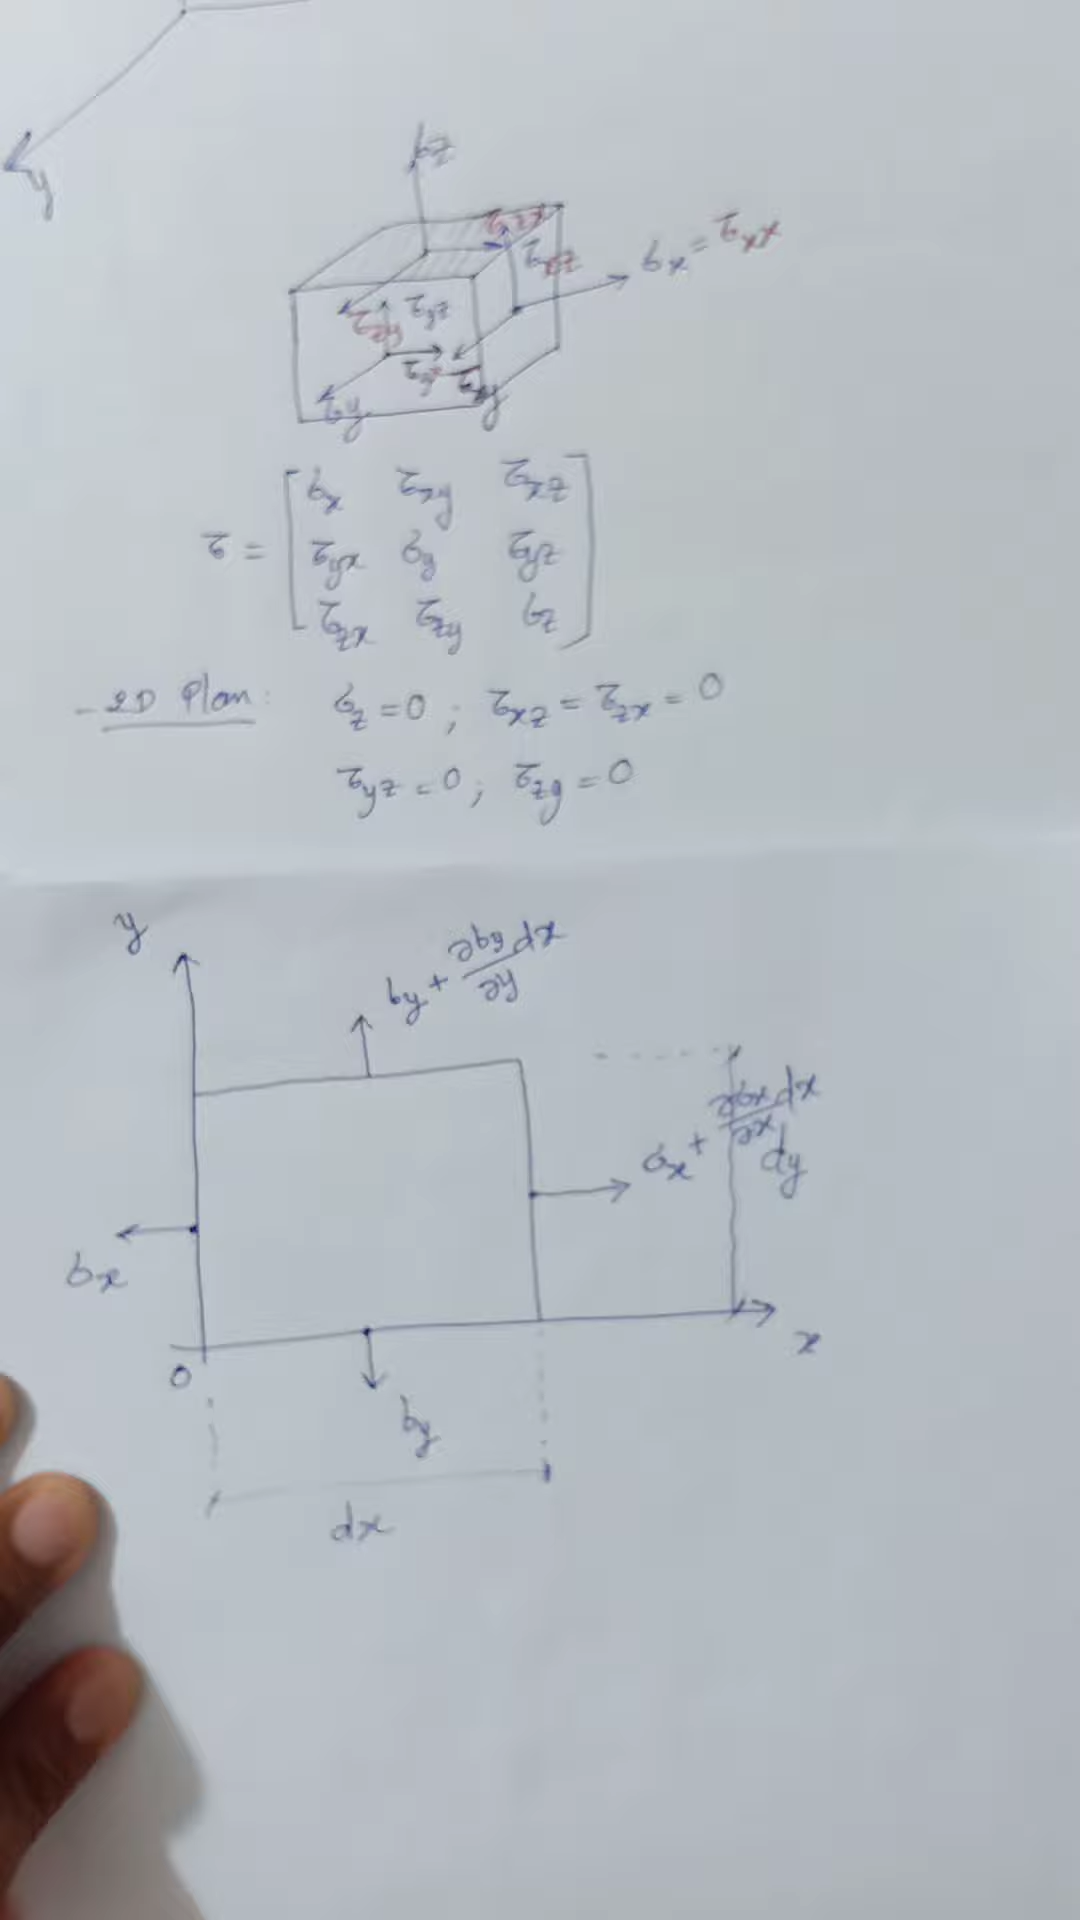 y
σz
τzx
τxz
σx = τxx
τzy
τyz
τyx
τxy
σy
τ = [ σx τxy τxz
τyx σy τyz
τzx τzy σz ]
- 2D Plan: σz = 0 ; τxz = τzx = 0
τyz = 0 ; τzy = 0
y
σy + ∂σy/∂y dx
σx + ∂σx/∂x dx
dy
σx
x
0
σy
dx